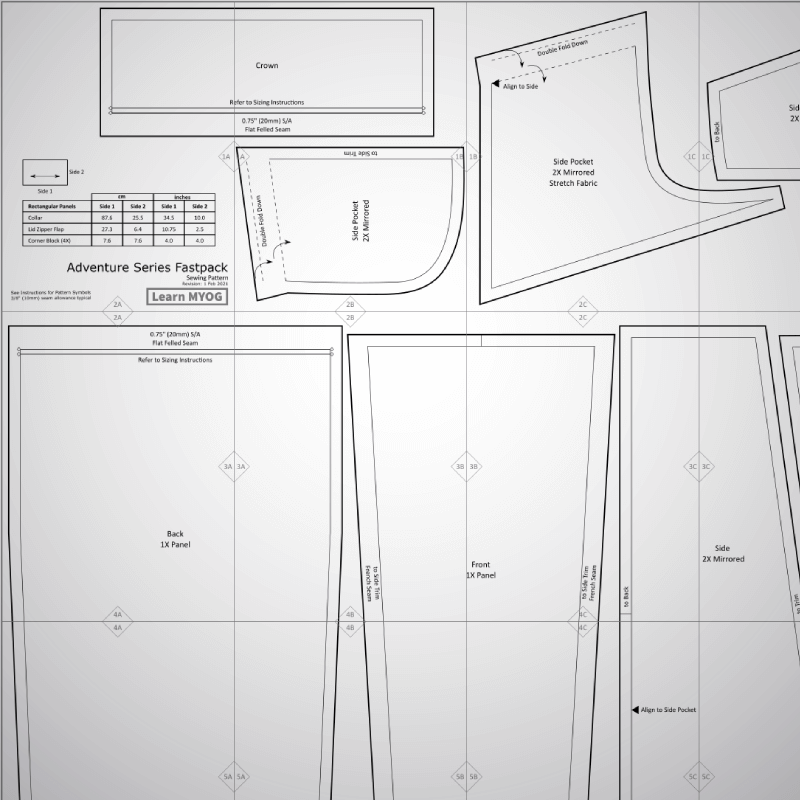 Crown
Refer to Sizing Instructions
0.75" (20mm) S/A
Flat Felled Seam
Double Fold Down
Align to Side
Side Pocket
2X Mirrored
Stretch Fabric
to Back
Side 2
Side 1
cm inches
Rectangular Panels Side 1 Side 2 Side 1 Side 2
Collar 87.6 25.5 34.5 10.0
Lid Zipper Flap 27.3 6.4 10.75 2.5
Corner Block (4X) 7.6 7.6 4.0 4.0
Adventure Series Fastpack
Sewing Pattern
Revision: 1 Feb 2021
Learn MYOG
See Instructions for Pattern Symbols
3/8" (10mm) seam allowance typical
to Side Trim
Double Fold Down
Side Pocket
2X Mirrored
1A A
1B 1B
1C 1C
2A
2A
2B
2B
2C
2C
0.75" (20mm) S/A
Flat Felled Seam
Refer to Sizing Instructions
3A 3A
3B 3B
3C 3C
Back
1X Panel
Front
1X Panel
Side
2X Mirrored
to Side Trim
French Seam
to Side Trim
French Seam
to Back
to Trim
4A
4A
4B
4B
4C
4C
Align to Side Pocket
5A 5A
5B 5B
5C 5C